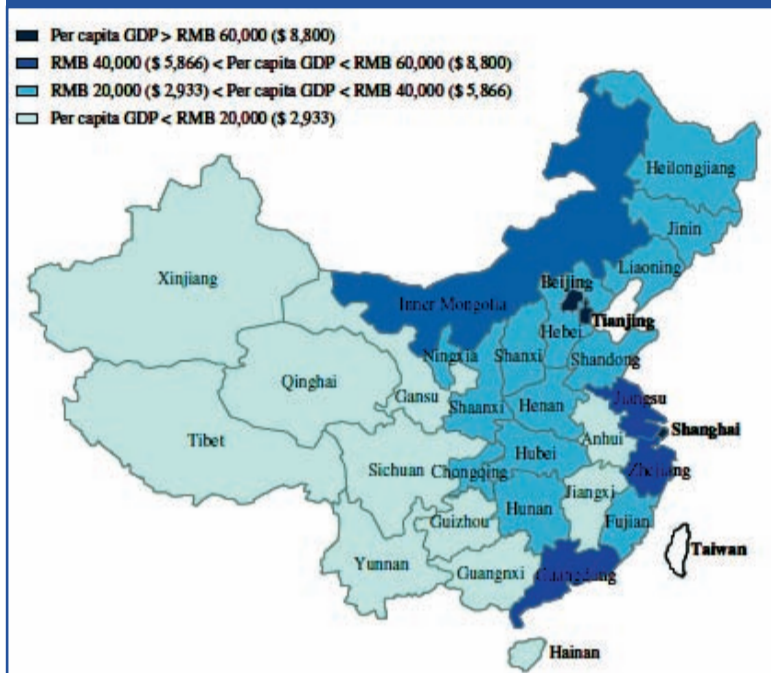 Per capita GDP > RMB 60,000 ($ 8,800)
RMB 40,000 ($ 5,866) < Per capita GDP < RMB 60,000 ($ 8,800)
RMB 20,000 ($ 2,933) < Per capita GDP < RMB 40,000 ($ 5,866)
Per capita GDP < RMB 20,000 ($ 2,933)
Heilongjiang
Jinin
Liaoning
Xinjiang
Beijing
Inner Mongolia
Tianjing
Hebei
Ningxia
Shanxi
Shandong
Qinghai
Gansu
Shaanxi
Henan
Jiangsu
Shanghai
Tibet
Anhui
Hubei
Sichuan
Chongqing
Zhejiang
Jiangxi
Hunan
Guizhou
Fujian
Taiwan
Yunnan
Guangnxi
Guangdong
Hainan